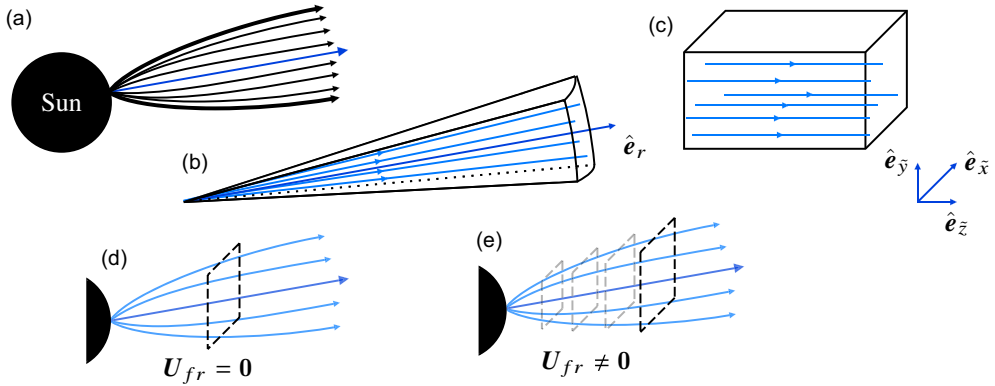 (a)
Sun
(b)
ê_r
(c)
ê_ỹ
ê_x̃
ê_z̃
(d)
U_fr = 0
(e)
U_fr ≠ 0